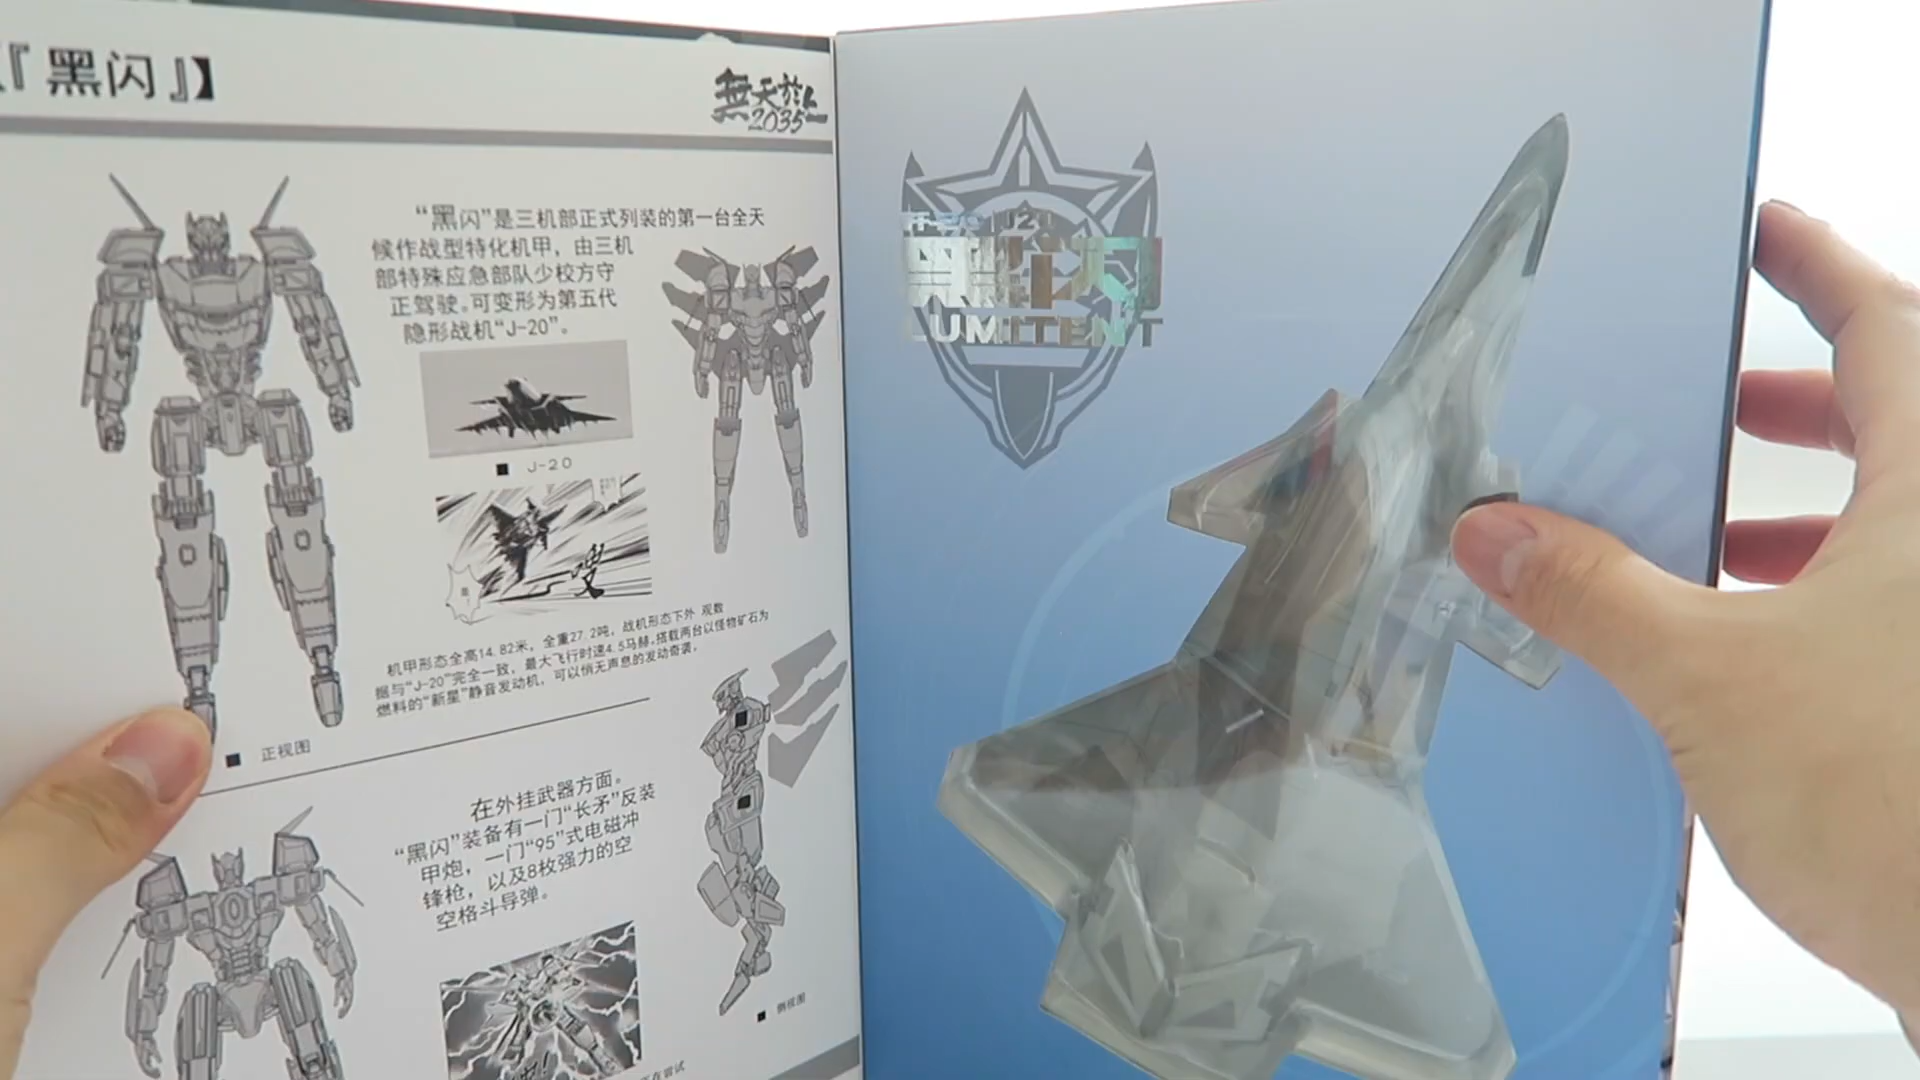 『黑闪』】
無天於上
2035
“黑闪”是三机部正式列装的第一台全天
候作战型特化机甲，由三机
部特殊应急部队少校方守
正驾驶。可变形为第五代
隐形战机“J-20”。
■ J-20
嗖
机甲形态全高14.82米，全重27.2吨，战机形态下外 观数
据与“J-20”完全一致，最大飞行时速4.5马赫。搭载两台以怪物矿石为
燃料的“新星”静音发动机，可以悄无声息的发动奇袭。
■ 正视图
在外挂武器方面。
“黑闪”装备有一门“长矛”反装
甲炮，一门“95”式电磁冲
锋枪，以及8枚强力的空
空格斗导弹。
■ 侧视图
正在尝试
黑闪
LUMITENT